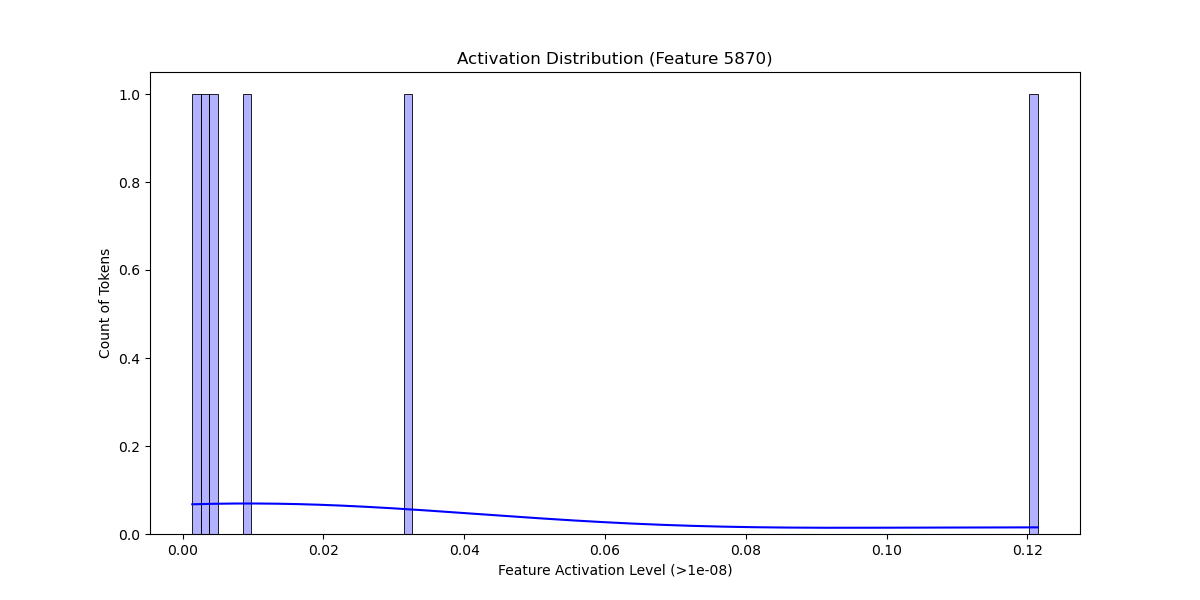 Activation Distribution (Feature 5870)
1.0
0.8
0.6
0.4
0.2
0.0
Count of Tokens
0.00 0.02 0.04 0.06 0.08 0.10 0.12
Feature Activation Level (>1e-08)